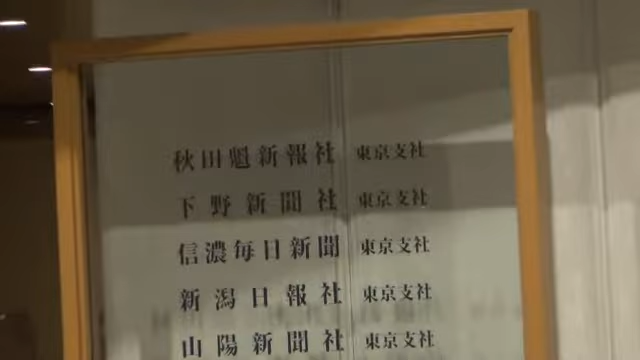 秋田魁新報社 東京支社
下野新聞社 東京支社
信濃毎日新聞 東京支社
新潟日報社 東京支社
山陽新聞社 東京支社